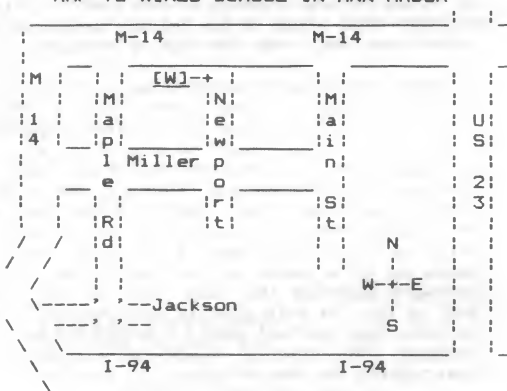 MAP TO WINES SCHOOL IN ANN ARBOR
M-14 M-14
[W]-+
M 14
Maple Rd
Newport
Main St
US 23
Miller
N
W-+-E
S
Jackson
I-94 I-94